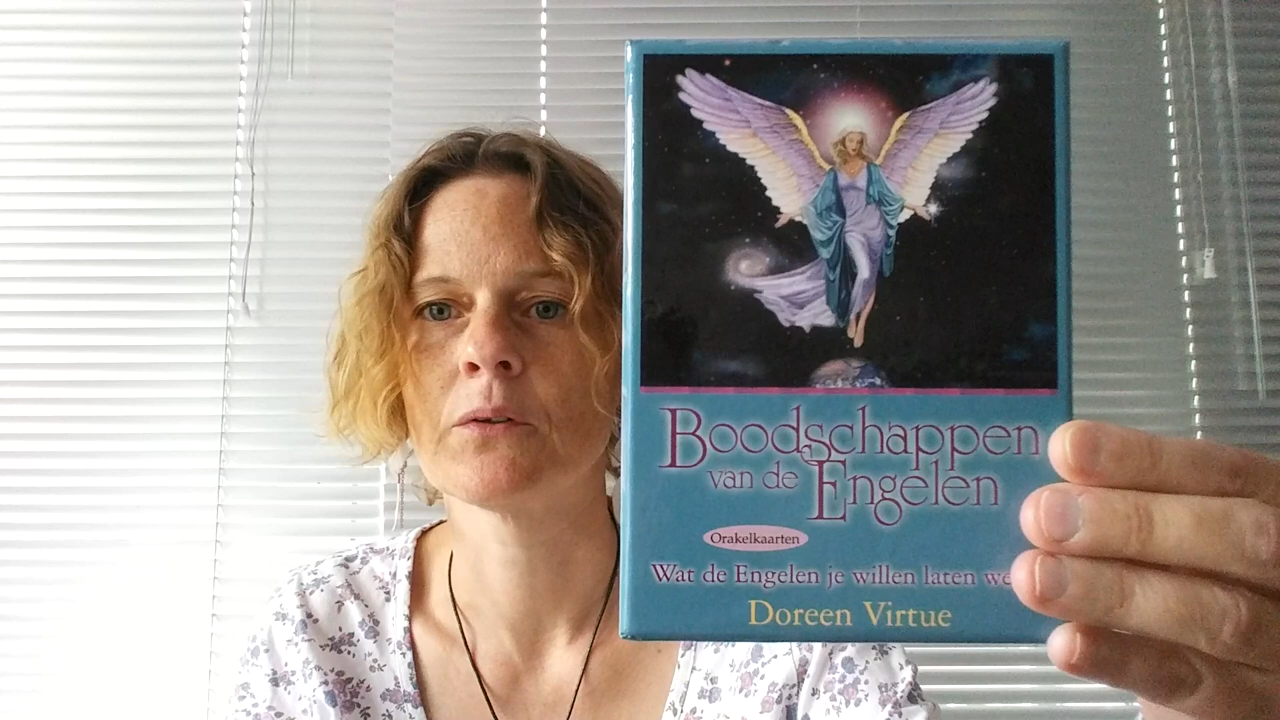 Boodschappen
van de Engelen
Orakelkaarten
Wat de Engelen je willen laten
Doreen Virtue